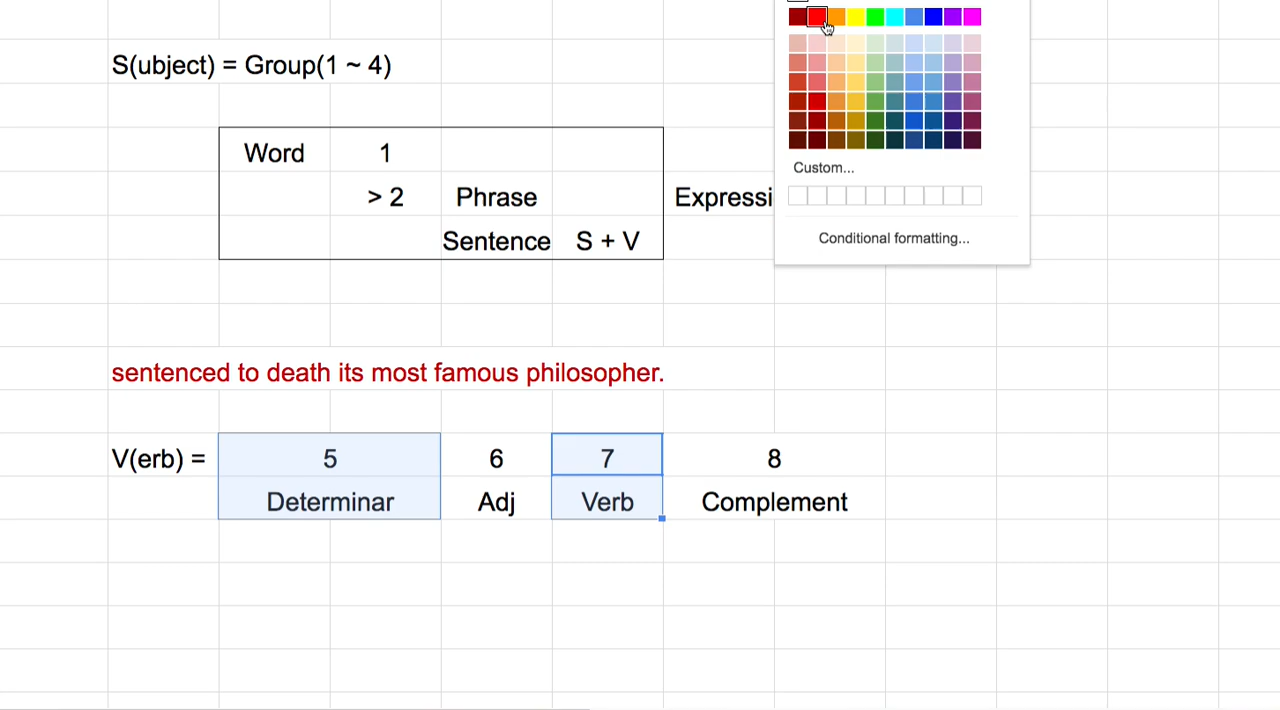 S(ubject) = Group(1 ~ 4)
Word 1
> 2 Phrase Expressi
Sentence S + V
Custom...
Conditional formatting...
sentenced to death its most famous philosopher.
V(erb) = 5 6 7 8
Determinar Adj Verb Complement